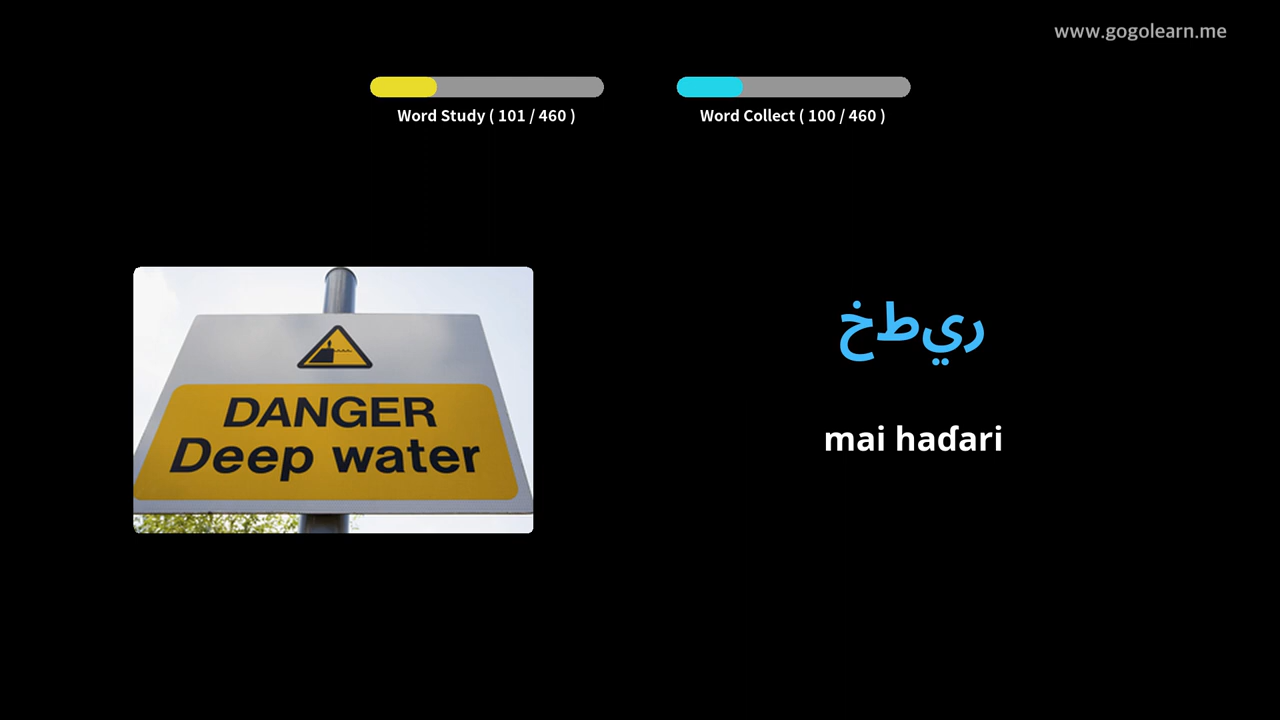 www.gogolearn.me
Word Study ( 101 / 460 )
Word Collect ( 100 / 460 )
DANGER
Deep water
خطير
mai haɗari